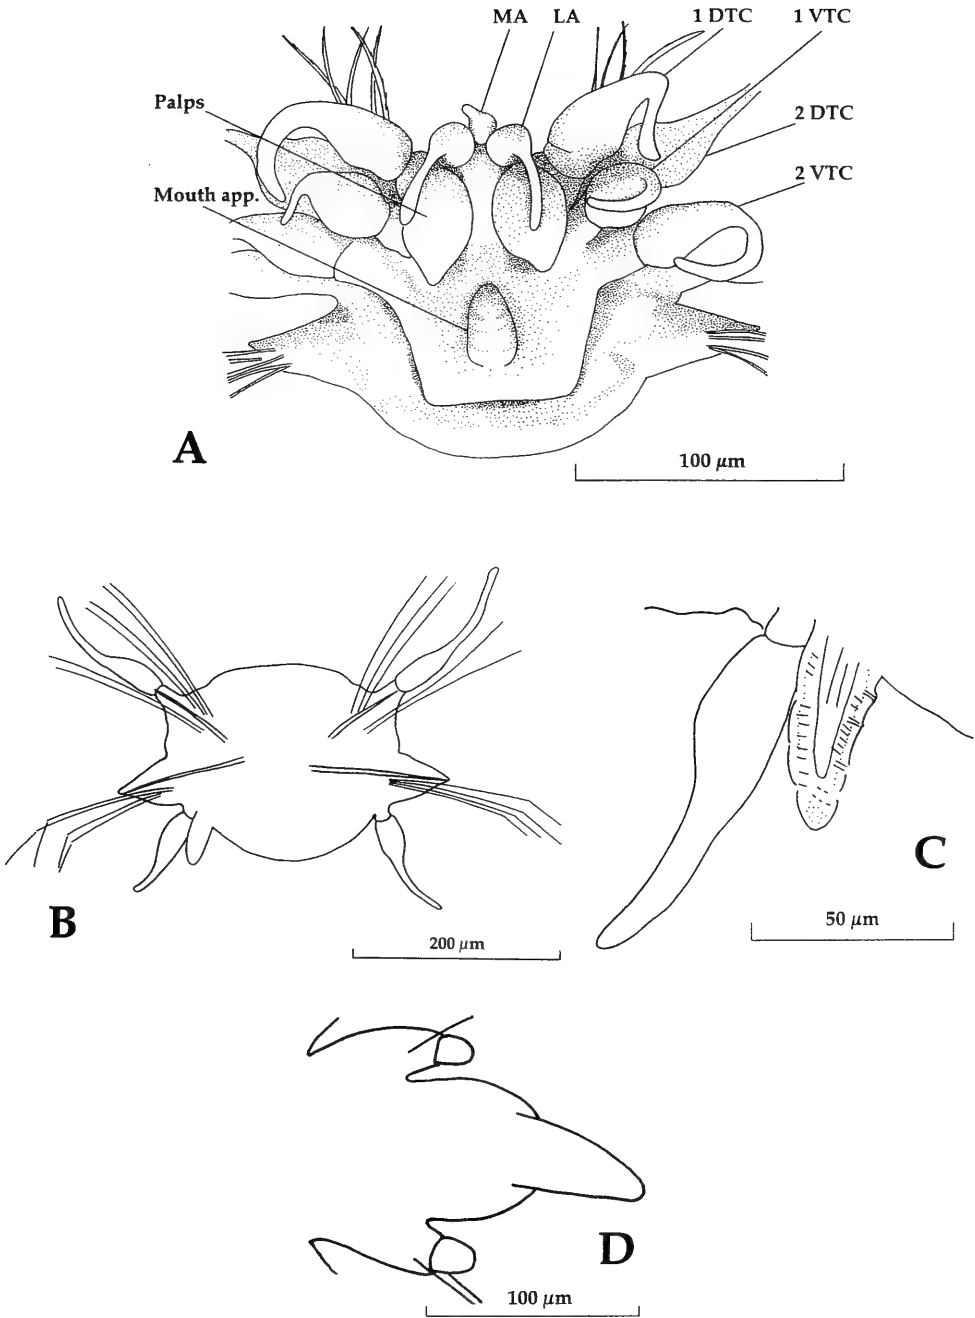 MA LA 1 DTC 1 VTC
Palps
2 DTC
2 VTC
Mouth app.
A
100 μm
B
200 μm
C
50 μm
D
100 μm